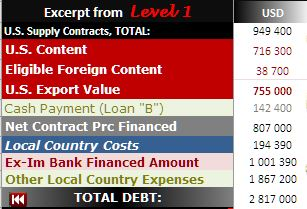 Excerpt from Level 1 USD
U.S. Supply Contracts, TOTAL: 949 400
U.S. Content 716 300
Eligible Foreign Content 38 700
U.S. Export Value 755 000
Cash Payment (Loan "B") 142 400
Net Contract Prc Financed 807 000
Local Country Costs 194 390
Ex-Im Bank Financed Amount 1 001 390
Other Local Country Expenses 1 867 200
TOTAL DEBT: 2 817 000